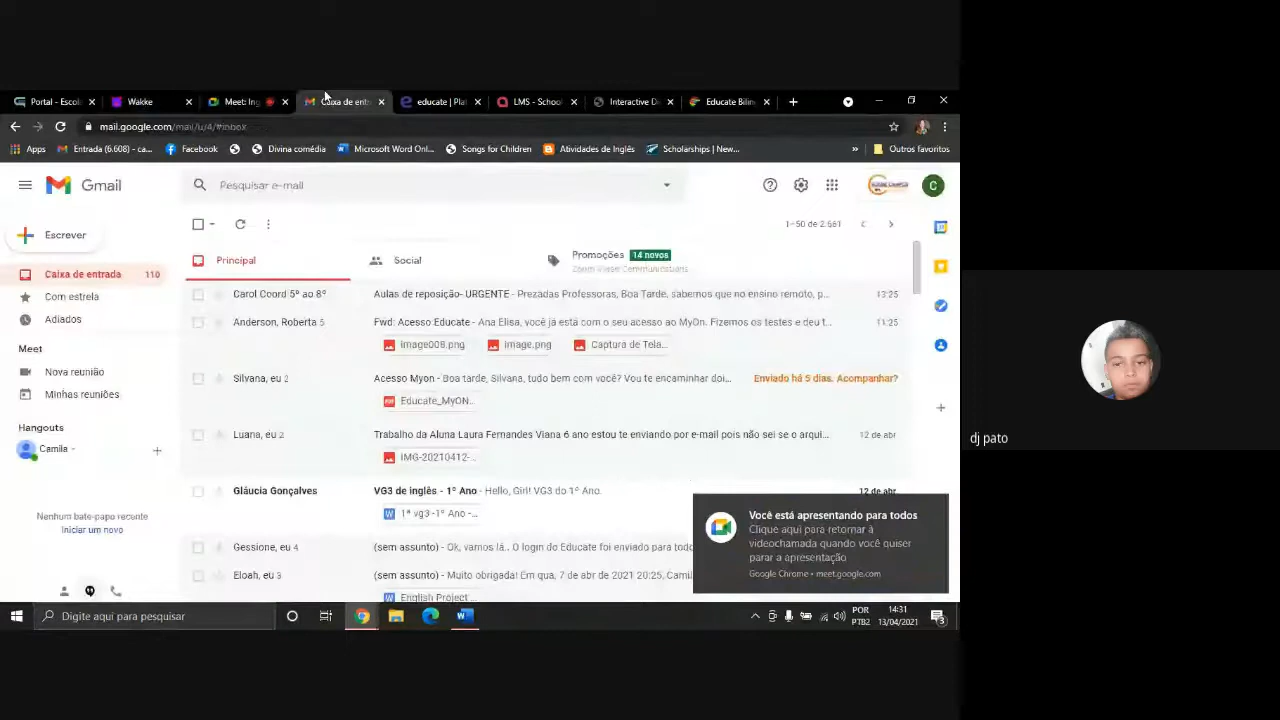 Portal - Escol
Wakke
Meet: Ing
Caixa de entr
educate | Pla
LMS - School
Interactive D
Educate Bilin
mail.google.com/mail/u/4/#inbox
Apps
Entrada (6.608) - ca...
Facebook
Divina comédia
Microsoft Word Onl...
Songs for Children
Atividades de Inglês
Scholarships | New...
»
Outros favoritos
Gmail
Pesquisar e-mail
C
Escrever
1–50 de 2.661
Caixa de entrada 110
Com estrela
Adiados
Meet
Nova reunião
Minhas reuniões
Hangouts
Camila
Nenhum bate-papo recente
Iniciar um novo
Principal
Social
Promoções 14 novos
Carol Coord 5º ao 8º Aulas de reposição- URGENTE - Prezadas Professoras, Boa Tarde, sabemos que no ensino remoto, p... 13:25
Anderson, Roberta 5 Fwd: Acesso Educate - Ana Elisa, você já está com o seu acesso ao MyOn. Fizemos os testes e deu t... 11:25
image008.png image.png Captura de Tela...
Silvana, eu 2 Acesso Myon - Boa tarde, Silvana, tudo bem com você? Vou te encaminhar doi... Enviado há 5 dias. Acompanhar?
Educate_MyON...
Luana, eu 2 Trabalho da Aluna Laura Fernandes Viana 6 ano estou te enviando por e-mail pois não sei se o arqui... 12 de abr
IMG-20210412-...
Gláucia Gonçalves VG3 de inglês - 1º Ano - Hello, Girl! VG3 do 1º Ano. 12 de abr
1ª vg3 -1º Ano -...
Gessione, eu 4 (sem assunto) - Ok, vamos lá... O login do Educate foi enviado para todo
Eloah, eu 3 (sem assunto) - Muito obrigada! Em qua, 7 de abr de 2021 20:25, Camil
English Project ...
Você está apresentando para todos
Clique aqui para retornar à
videochamada quando você quiser
parar a apresentação
Google Chrome • meet.google.com
Digite aqui para pesquisar
POR
PTB2
14:31
13/04/2021
3
dj pato